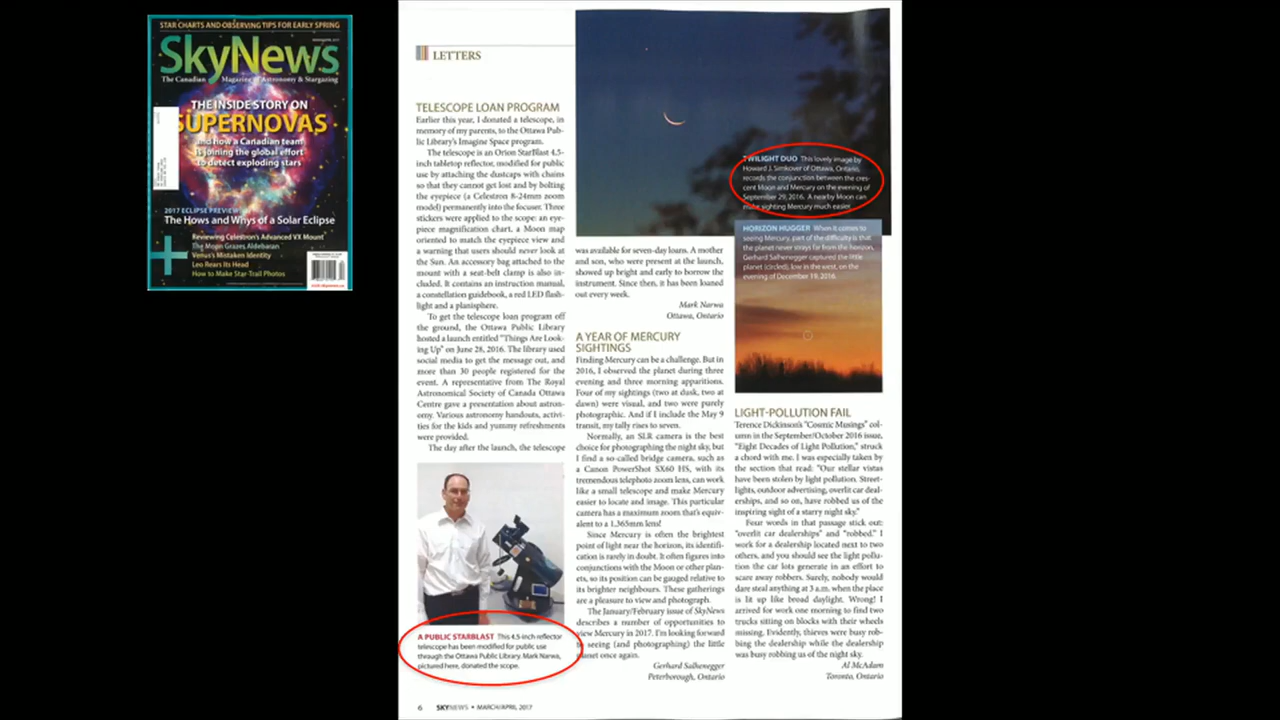 STAR CHARTS AND OBSERVING TIPS FOR EARLY SPRING
SkyNews
The Canadian Magazine of Astronomy & Stargazing
THE INSIDE STORY ON
SUPERNOVAS
and how a Canadian team
is joining the global effort
to detect exploding stars
2017 ECLIPSE PREVIEW
The Hows and Whys of a Solar Eclipse
Reviewing Celestron's Advanced VX Mount
The Moon Grazes Aldebaran
Venus's Mistaken Identity
Leo Rears Its Head
How to Make Star-Trail Photos
LETTERS
TELESCOPE LOAN PROGRAM
Earlier this year, I donated a telescope, in
memory of my parents, to the Ottawa Pub-
lic Library's Imagine Space program.
The telescope is an Orion StarBlast 4.5-
inch tabletop reflector, modified for public
use by attaching the dustcaps with chains
so that they cannot get lost and by bolting
the eyepiece (a Celestron 8-24mm zoom
model) permanently into the focuser. Three
stickers were applied to the scope: an eye-
piece magnification chart, a Moon map
oriented to match the eyepiece view and
a warning that users should never look at
the Sun. An accessory bag attached to the
mount with a seat-belt clamp is also in-
cluded. It contains an instruction manual,
a constellation guidebook, a red LED flash-
light and a planisphere.
To get the telescope loan program off
the ground, the Ottawa Public Library
hosted a launch entitled "Things Are Look-
ing Up" on June 28, 2016. The library used
social media to get the message out, and
more than 30 people registered for the
event. A representative from The Royal
Astronomical Society of Canada Ottawa
Centre gave a presentation about astron-
omy. Various astronomy handouts, activi-
ties for the kids and yummy refreshments
were provided.
The day after the launch, the telescope
A PUBLIC STARBLAST This 4.5-inch reflector
telescope has been modified for public use
through the Ottawa Public Library. Mark Narwa,
pictured here, donated the scope.
was available for seven-day loans. A mother
and son, who were present at the launch,
showed up bright and early to borrow the
instrument. Since then, it has been loaned
out every week.
Mark Narwa
Ottawa, Ontario
A YEAR OF MERCURY
SIGHTINGS
Finding Mercury can be a challenge. But in
2016, I observed the planet during three
evening and three morning apparitions.
Four of my sightings (two at dusk, two at
dawn) were visual, and two were purely
photographic. And if I include the May 9
transit, my tally rises to seven.
Normally, an SLR camera is the best
choice for photographing the night sky, but
I find a so-called bridge camera, such as
a Canon PowerShot SX60 HS, with its
tremendous telephoto zoom lens, can work
like a small telescope and make Mercury
easier to locate and image. This particular
camera has a maximum zoom that's equiv-
alent to a 1,365mm lens!
Since Mercury is often the brightest
point of light near the horizon, its identifi-
cation is rarely in doubt. It often figures into
conjunctions with the Moon or other plan-
ets, so its position can be gauged relative to
its brighter neighbours. These gatherings
are a pleasure to view and photograph.
The January/February issue of SkyNews
describes a number of opportunities to
view Mercury in 2017. I'm looking forward
to seeing (and photographing) the little
planet once again.
Gerhard Salhenegger
Peterborough, Ontario
TWILIGHT DUO This lovely image by
Howard J. Simkover of Ottawa, Ontario,
records the conjunction between the cres-
cent Moon and Mercury on the evening of
September 29, 2016. A nearby Moon can
make sighting Mercury much easier.
HORIZON HUGGER When it comes to
seeing Mercury, part of the difficulty is that
the planet never strays far from the horizon.
Gerhard Salhenegger captured the little
planet (circled), low in the west, on the
evening of December 19, 2016.
LIGHT-POLLUTION FAIL
Terence Dickinson's "Cosmic Musings" col-
umn in the September/October 2016 issue,
"Eight Decades of Light Pollution," struck
a chord with me. I was especially taken by
the section that read: "Our stellar vistas
have been stolen by light pollution. Street-
lights, outdoor advertising, overlit car deal-
erships, and so on, have robbed us of the
inspiring sight of a starry night sky."
Four words in that passage stick out:
"overlit car dealerships" and "robbed." I
work for a dealership located next to two
others, and you should see the light pollu-
tion the car lots generate in an effort to
scare away robbers. Surely, nobody would
dare steal anything at 3 a.m. when the place
is lit up like broad daylight. Wrong! I
arrived for work one morning to find two
trucks sitting on blocks with their wheels
missing. Evidently, thieves were busy rob-
bing the dealership while the dealership
was busy robbing us of the night sky.
Al McAdam
Toronto, Ontario
6 SKYNEWS • MARCH/APRIL 2017